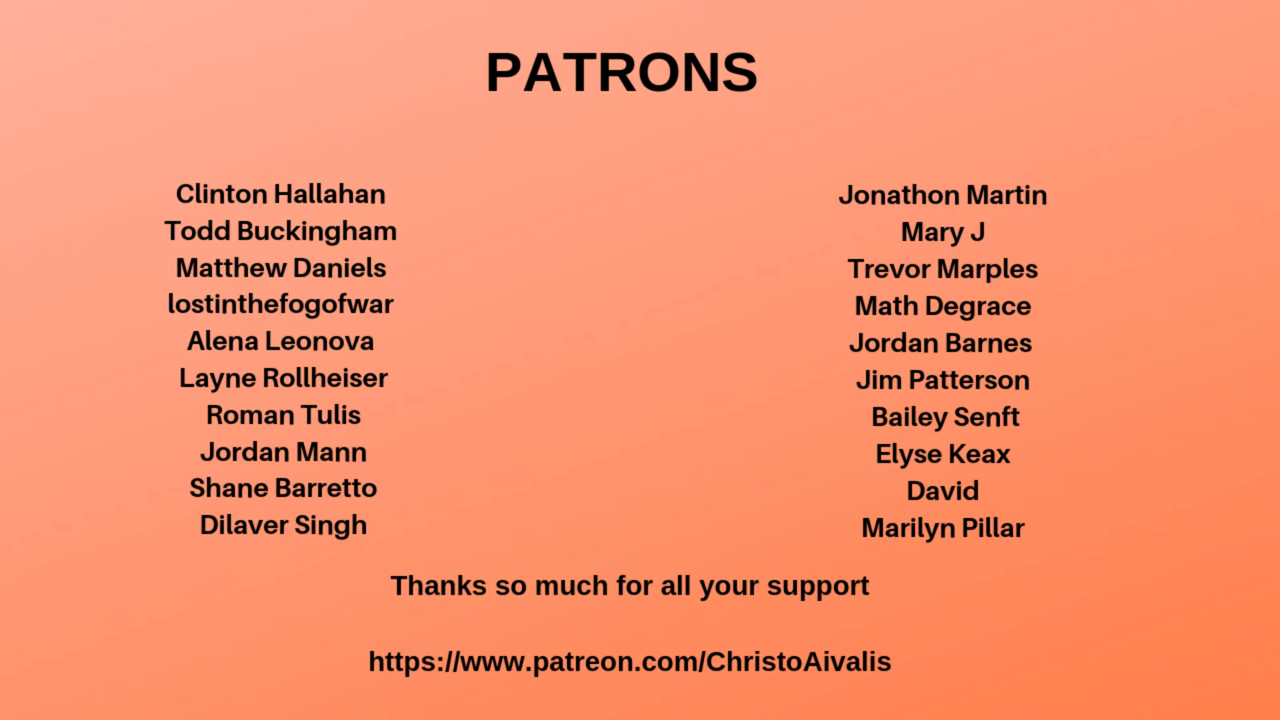 PATRONS
Clinton Hallahan
Todd Buckingham
Matthew Daniels
lostinthefogofwar
Alena Leonova
Layne Rollheiser
Roman Tulis
Jordan Mann
Shane Barretto
Dilaver Singh
Jonathon Martin
Mary J
Trevor Marples
Math Degrace
Jordan Barnes
Jim Patterson
Bailey Senft
Elyse Keax
David
Marilyn Pillar
Thanks so much for all your support
https://www.patreon.com/ChristoAivalis